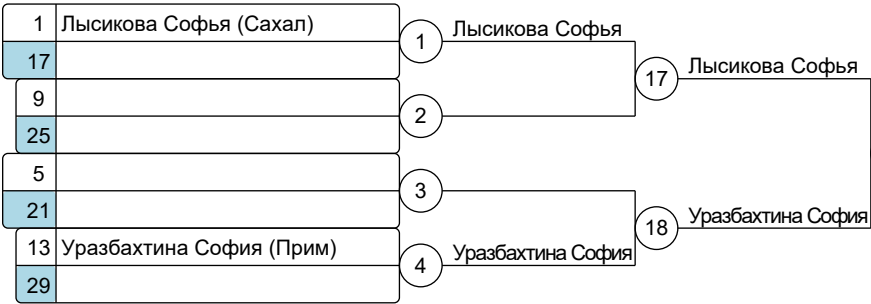 1 Лысикова Софья (Сахал)
1 Лысикова Софья
17
17 Лысикова Софья
9
2
25
5
3
21
18 Уразбахтина София
13 Уразбахтина София (Прим)
4 Уразбахтина София
29